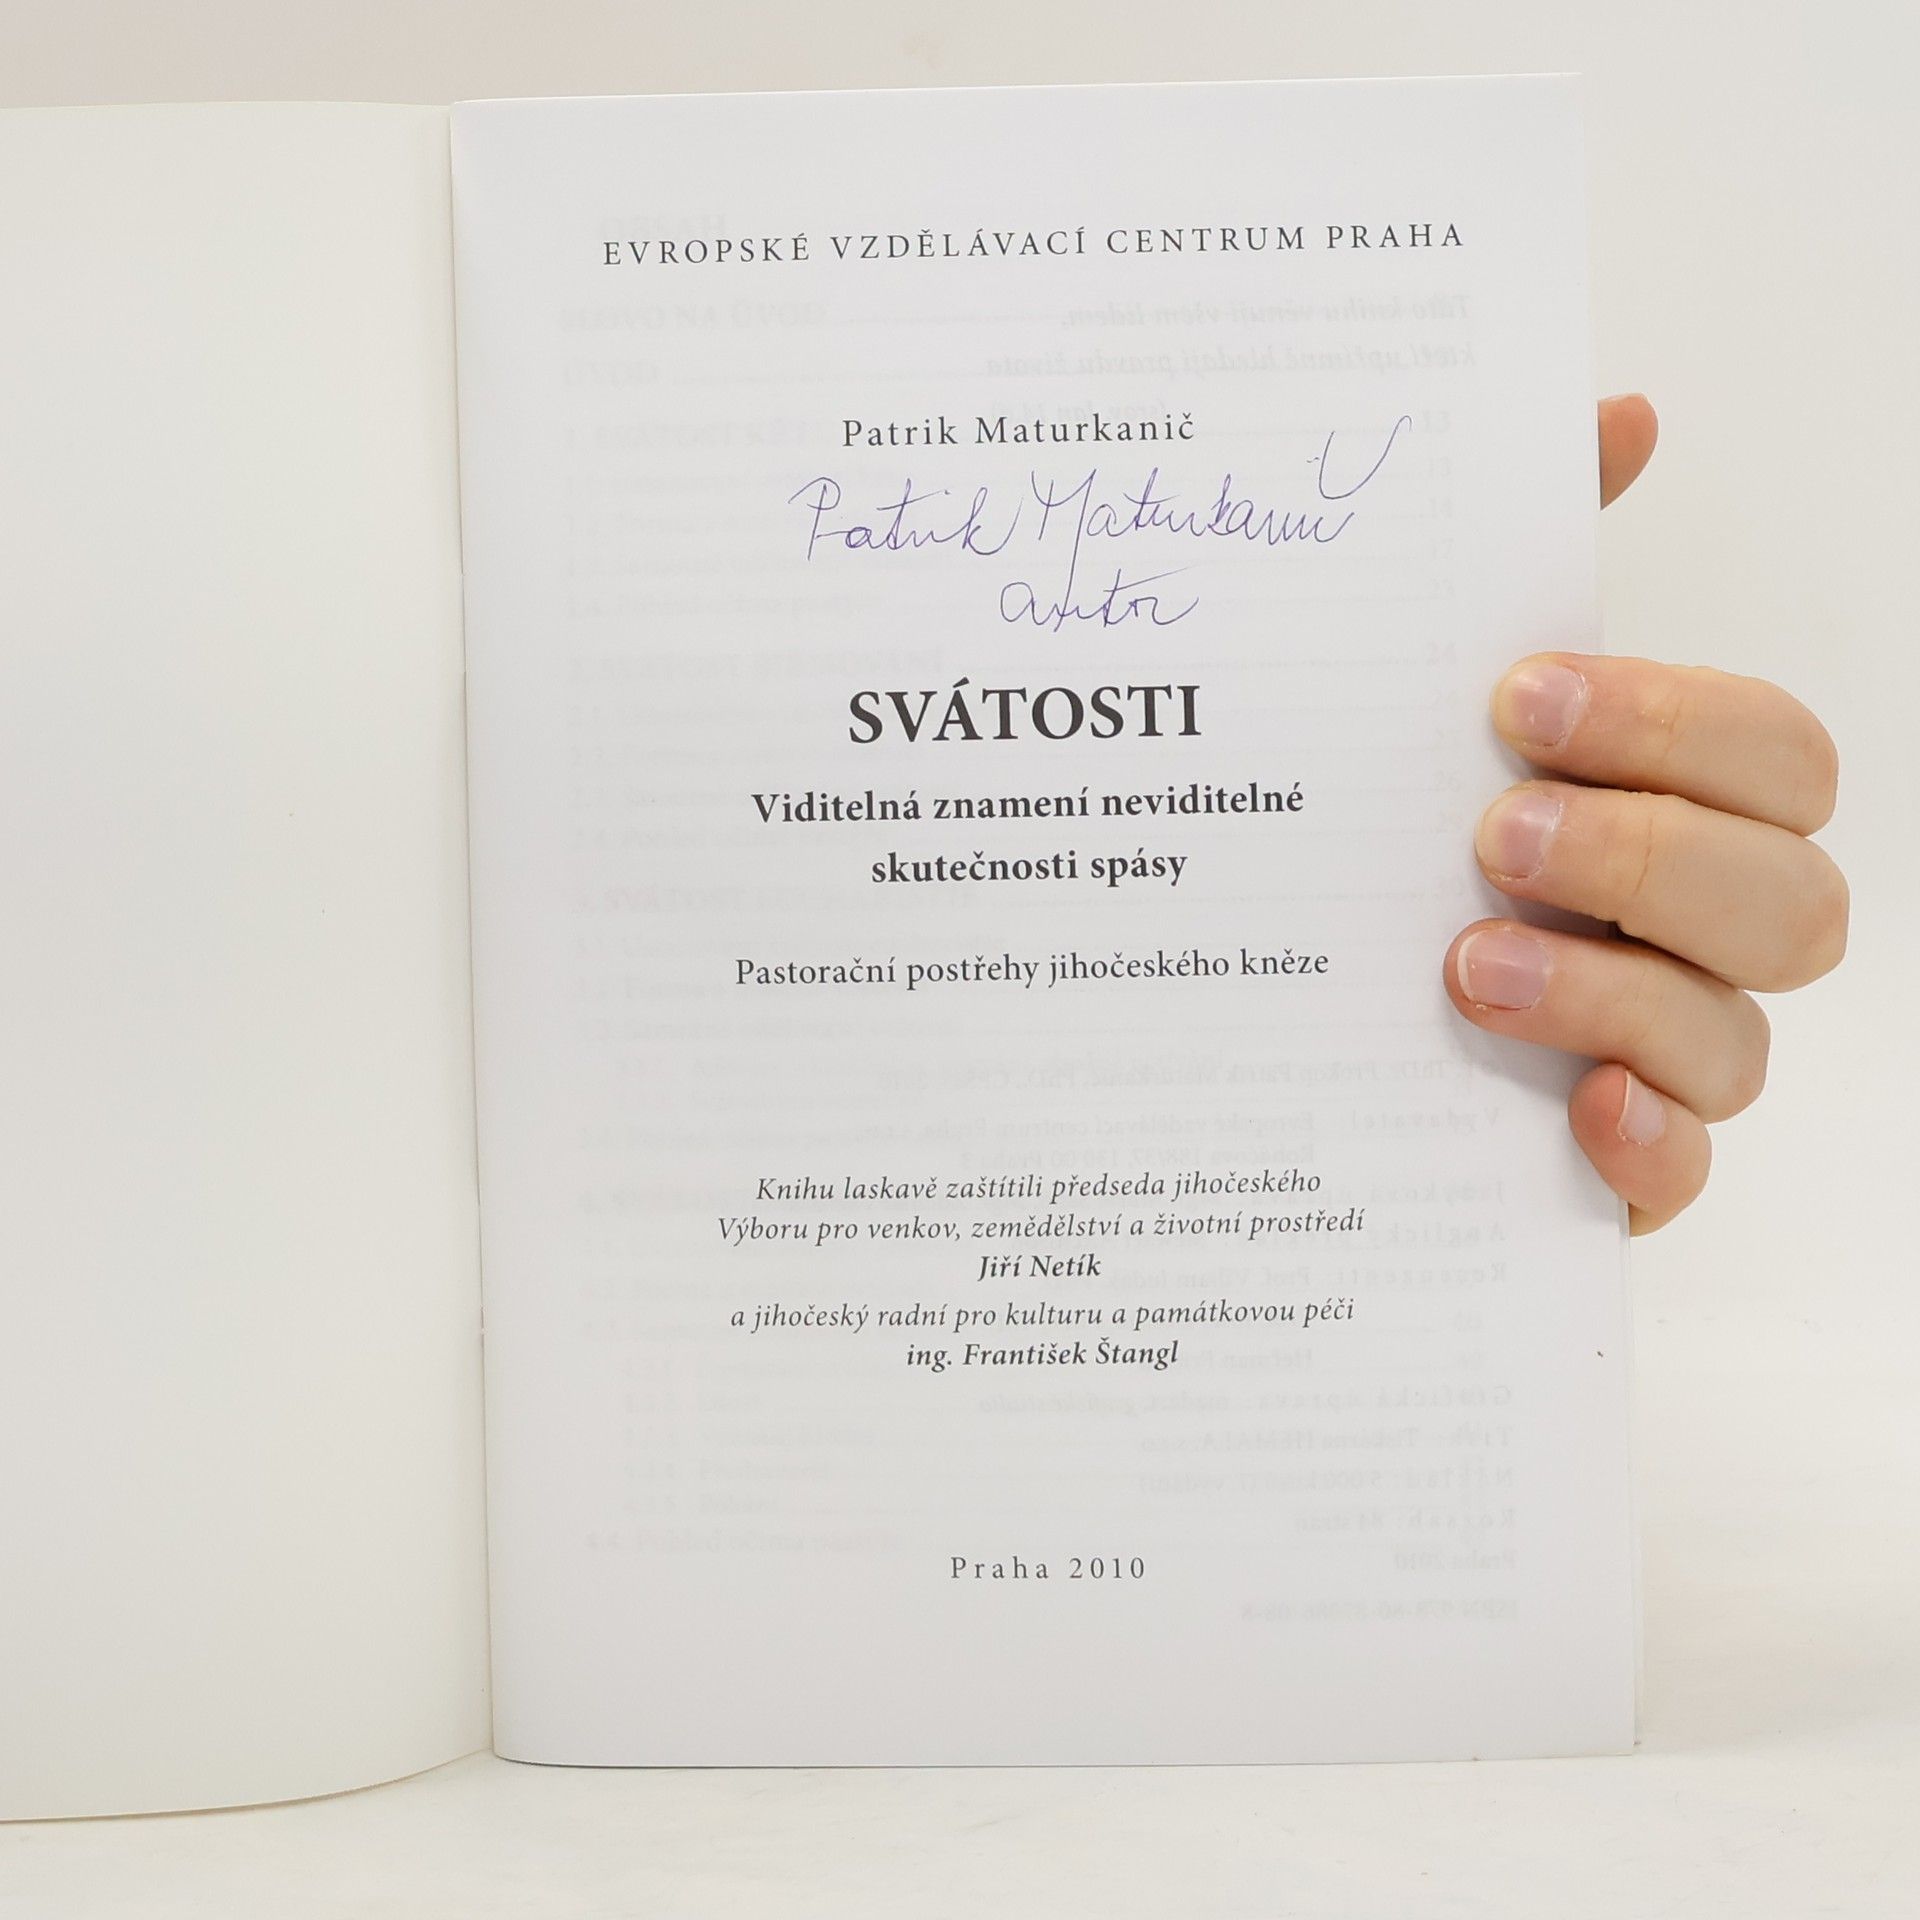 EVROPSKÉ VZDĚLÁVACÍ CENTRUM PRAHA
Patrik Maturkanič
Patrik Maturkanič
autor
SVÁTOSTI
Viditelná znamení neviditelné
skutečnosti spásy
Pastorační postřehy jihočeského kněze
Knihu laskavě zaštítili předseda jihočeského
Výboru pro venkov, zemědělství a životní prostředí
Jiří Netík
a jihočeský radní pro kulturu a památkovou péči
ing. František Štangl
Praha 2010